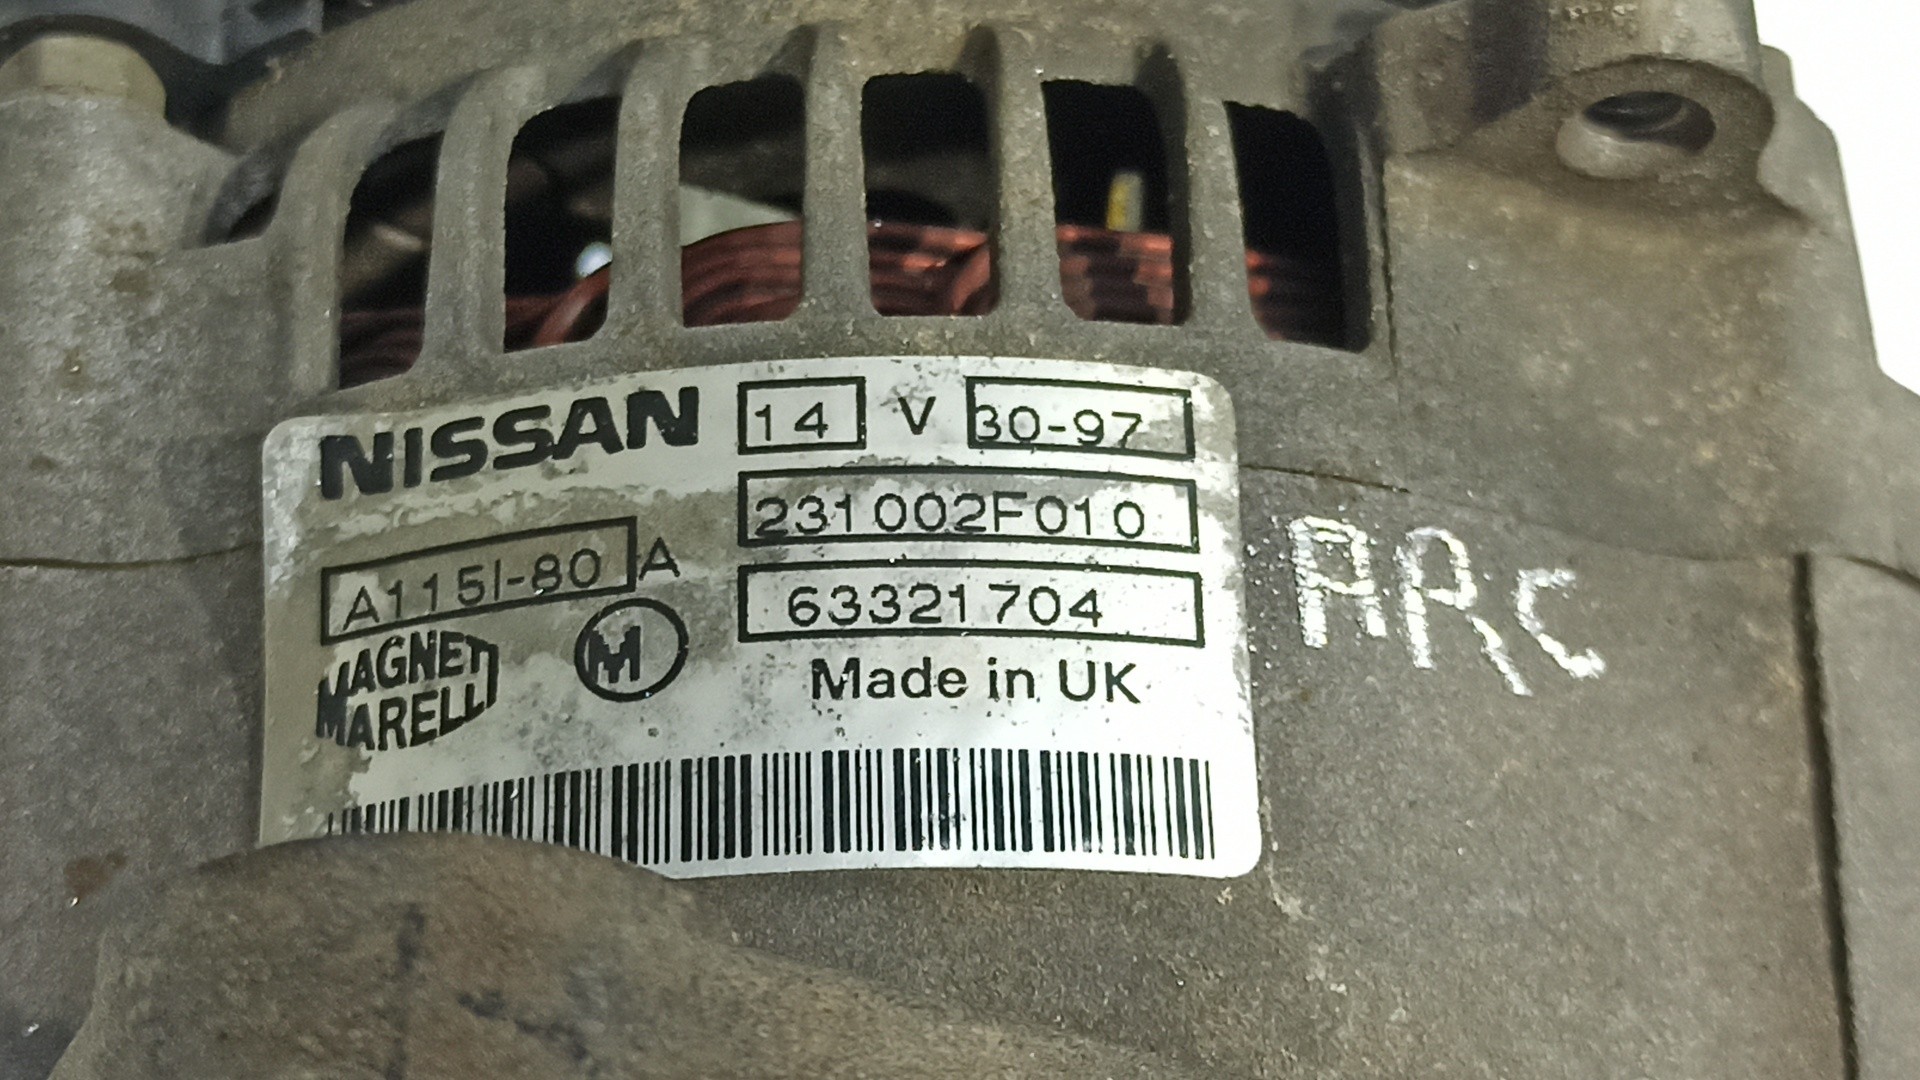 NISSAN 14 V 30-97
231002F010
A115I-80 A
63321704
MAGNETI MARELLI
M
Made in UK
ARC